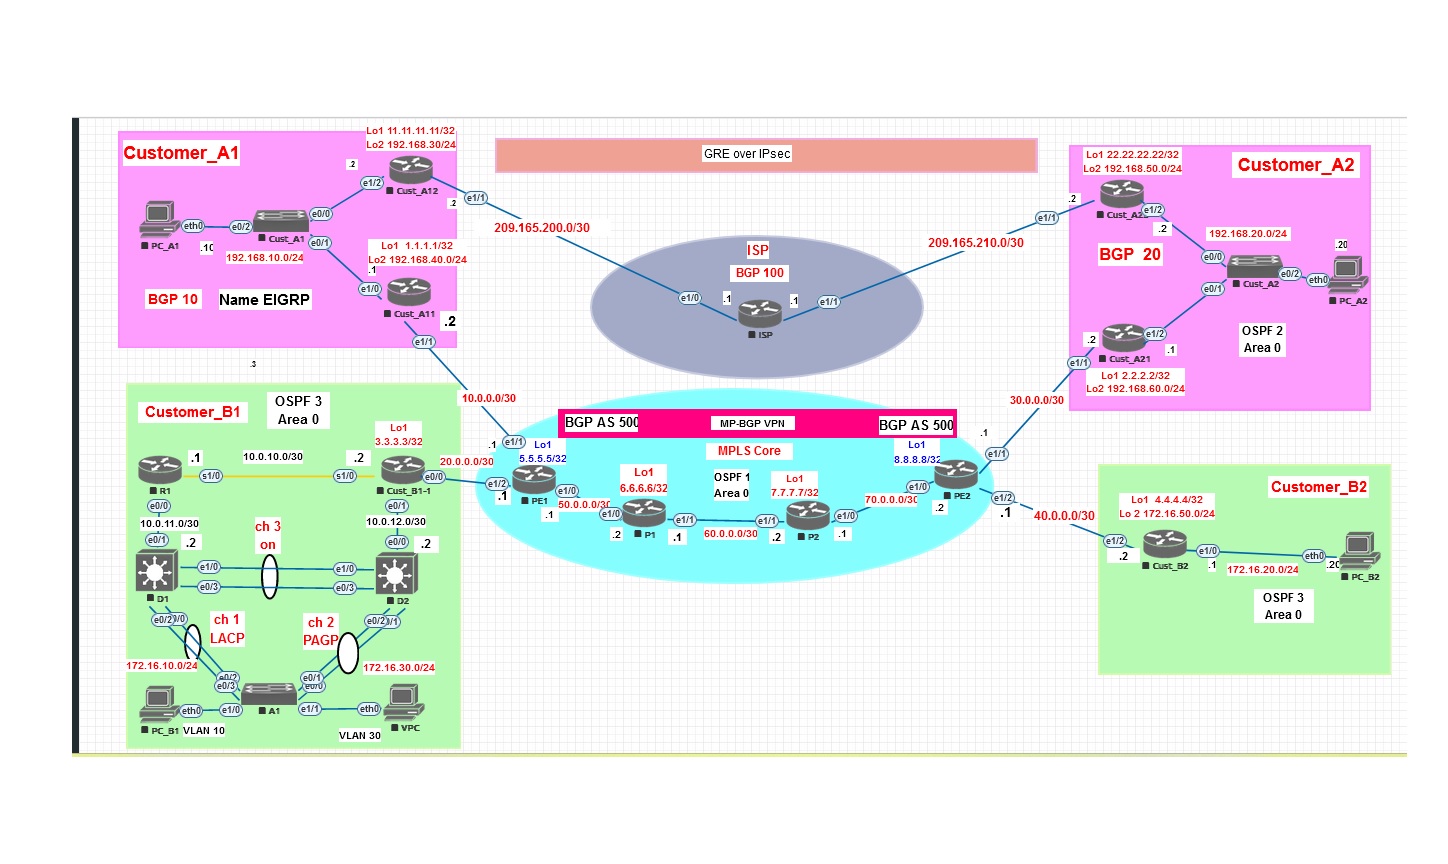 Lo1 11.11.11.11/32
Lo2 192.168.30/24
Customer_A1
.2
e1/2
Cust_A12
e1/1
.2
e0/0
eth0
e0/2
Cust_A1
PC_A1
.10
e0/1
192.168.10.0/24
Lo1 1.1.1.1/32
Lo2 192.168.40.0/24
.1
e1/0
BGP 10
Name EIGRP
Cust_A11
.2
e1/1
.3
GRE over IPsec
209.165.200.0/30
209.165.210.0/30
ISP
BGP 100
e1/0
.1
.1
e1/1
ISP
Lo1 22.22.22.22/32
Lo2 192.168.50.0/24
Customer_A2
.2
e1/1
e1/2
.2
192.168.20.0/24
.20
BGP 20
e0/0
e0/2
eth0
Cust_A2
PC_A2
e0/1
OSPF 2
Area 0
.2
e1/2
.1
e1/1
Cust_A21
Lo1 2.2.2.2/32
Lo2 192.168.60.0/24
10.0.0.0/30
30.0.0.0/30
Customer_B1
OSPF 3
Area 0
Lo1
3.3.3.3/32
.1
10.0.10.0/30
.2
s1/0
s1/0
e0/0
R1
Cust_B1-1
20.0.0.0/30
e0/0
e0/1
10.0.11.0/30
10.0.12.0/30
e0/1
.2
ch 3
on
e0/0
.2
e1/0
e1/0
e0/3
e0/3
D1
D2
e0/2
0/0
ch 1
LACP
ch 2
PAGP
e0/2
/1
172.16.10.0/24
172.16.30.0/24
e0/2
e0/3
e0/1
e0/0
eth0
e1/0
A1
e1/1
eth0
PC_B1
VLAN 10
VLAN 30
VPC
BGP AS 500
MP-BGP VPN
BGP AS 500
MPLS Core
.1
e1/1
Lo1
5.5.5.5/32
e1/2
.1
PE1
e1/0
.1
50.0.0.0/30
e1/0
.2
Lo1
6.6.6.6/32
P1
e1/1
.1
OSPF 1
Area 0
60.0.0.0/30
e1/1
.2
Lo1
7.7.7.7/32
P2
e1/0
.1
70.0.0.0/30
e1/0
.2
Lo1
8.8.8.8/32
PE2
.1
e1/1
e1/2
.1
40.0.0.0/30
Customer_B2
Lo1 4.4.4.4/32
Lo 2 172.16.50.0/24
e1/2
.2
Cust_B2
e1/0
.1
172.16.20.0/24
eth0
.20
PC_B2
OSPF 3
Area 0